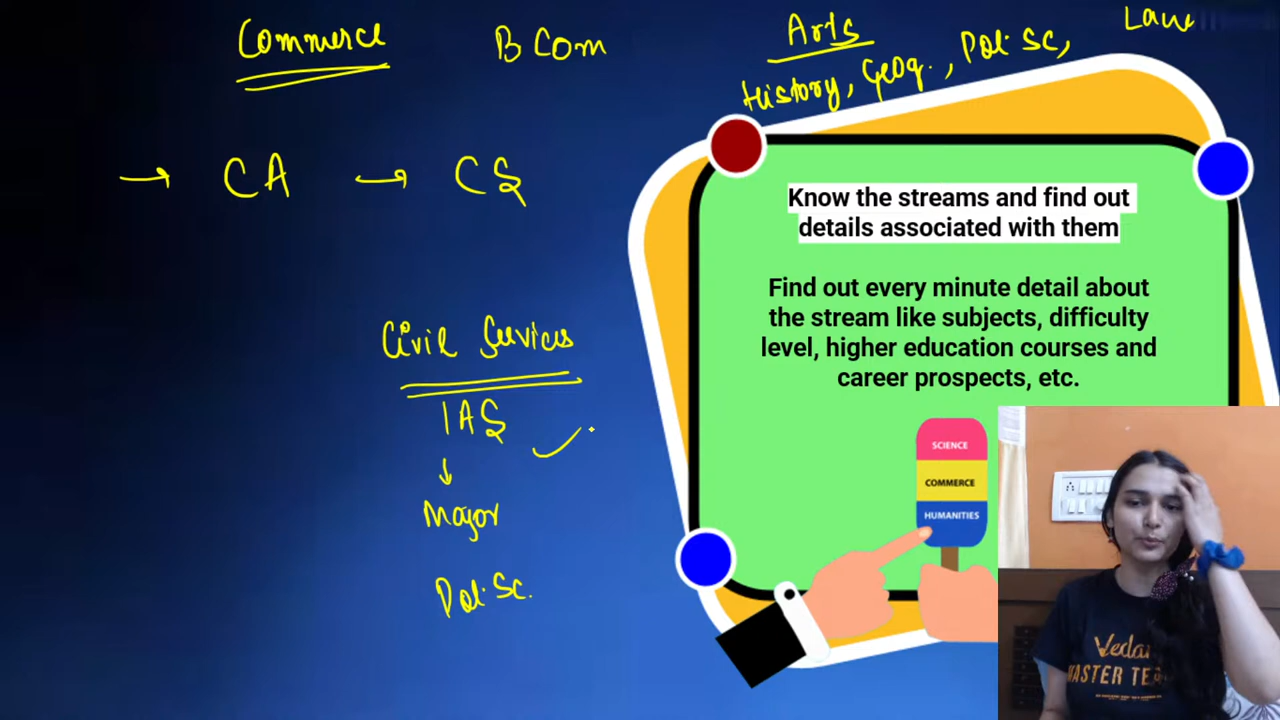 Commerce
B Com
Arts
History, Geog., Pol. Sc,
Law
→ CA → CS
Civil Services
IAS
↓
Major
Pol. Sc.
Know the streams and find out
details associated with them
Find out every minute detail about
the stream like subjects, difficulty
level, higher education courses and
career prospects, etc.
SCIENCE
COMMERCE
HUMANITIES
Vedan
MASTER TEA